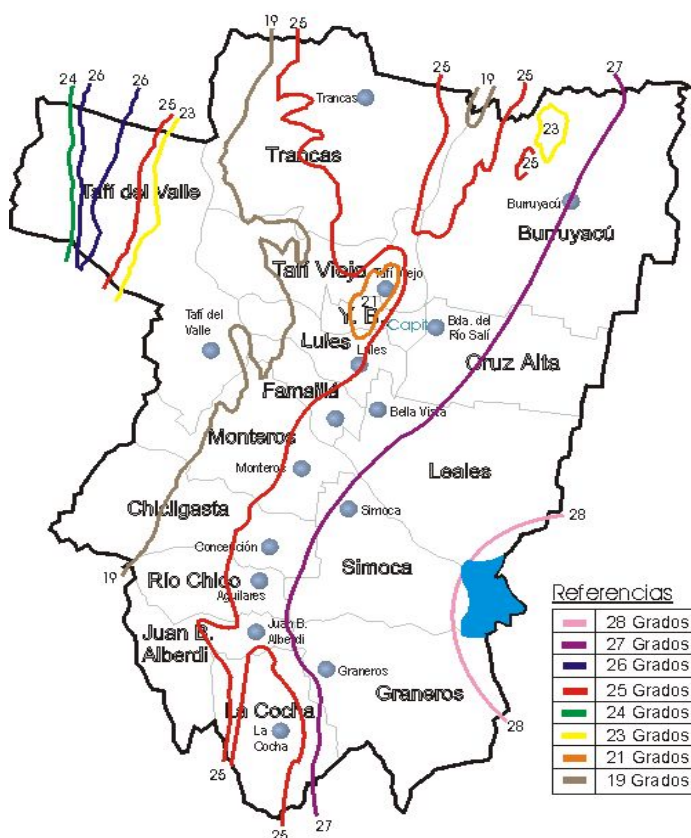 19
25
25
19
25
27
24
26
26
25
23
Trancas
Trancas
23
25
Tafí del Valle
Burruyacú
Burruyacú
Tafí Viejo
Tafí Viejo
21
Y. B.
Capit
Tafí del
Valle
Bda. del
Río Salí
Lules
Lules
Cruz Alta
Famaillá
Bella Vista
Monteros
Monteros
Leales
Chicligasta
Simoca
28
Concepción
Simoca
19
Río Chico
Aguilares
Referencias
28 Grados
27 Grados
26 Grados
25 Grados
24 Grados
23 Grados
21 Grados
19 Grados
Juan B.
Alberdi
Juan B.
Alberdi
Graneros
Graneros
La Cocha
La
Cocha
28
25
25
27